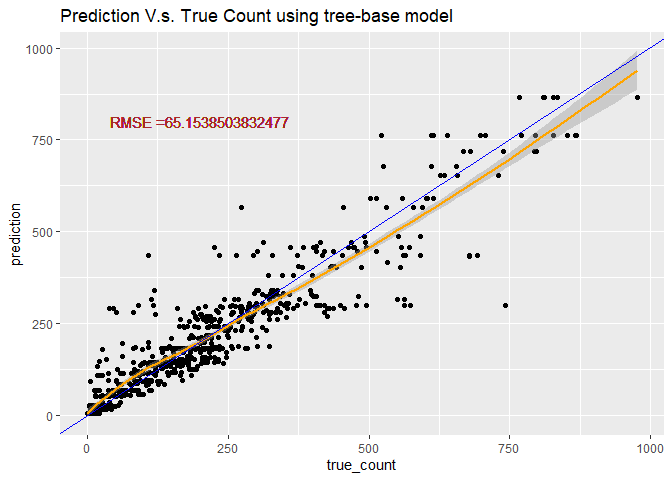 Prediction V.s. True Count using tree-base model
1000
RMSE =65.1538503832477
750
prediction
500
250
0
0 250 500 750 1000
true_count